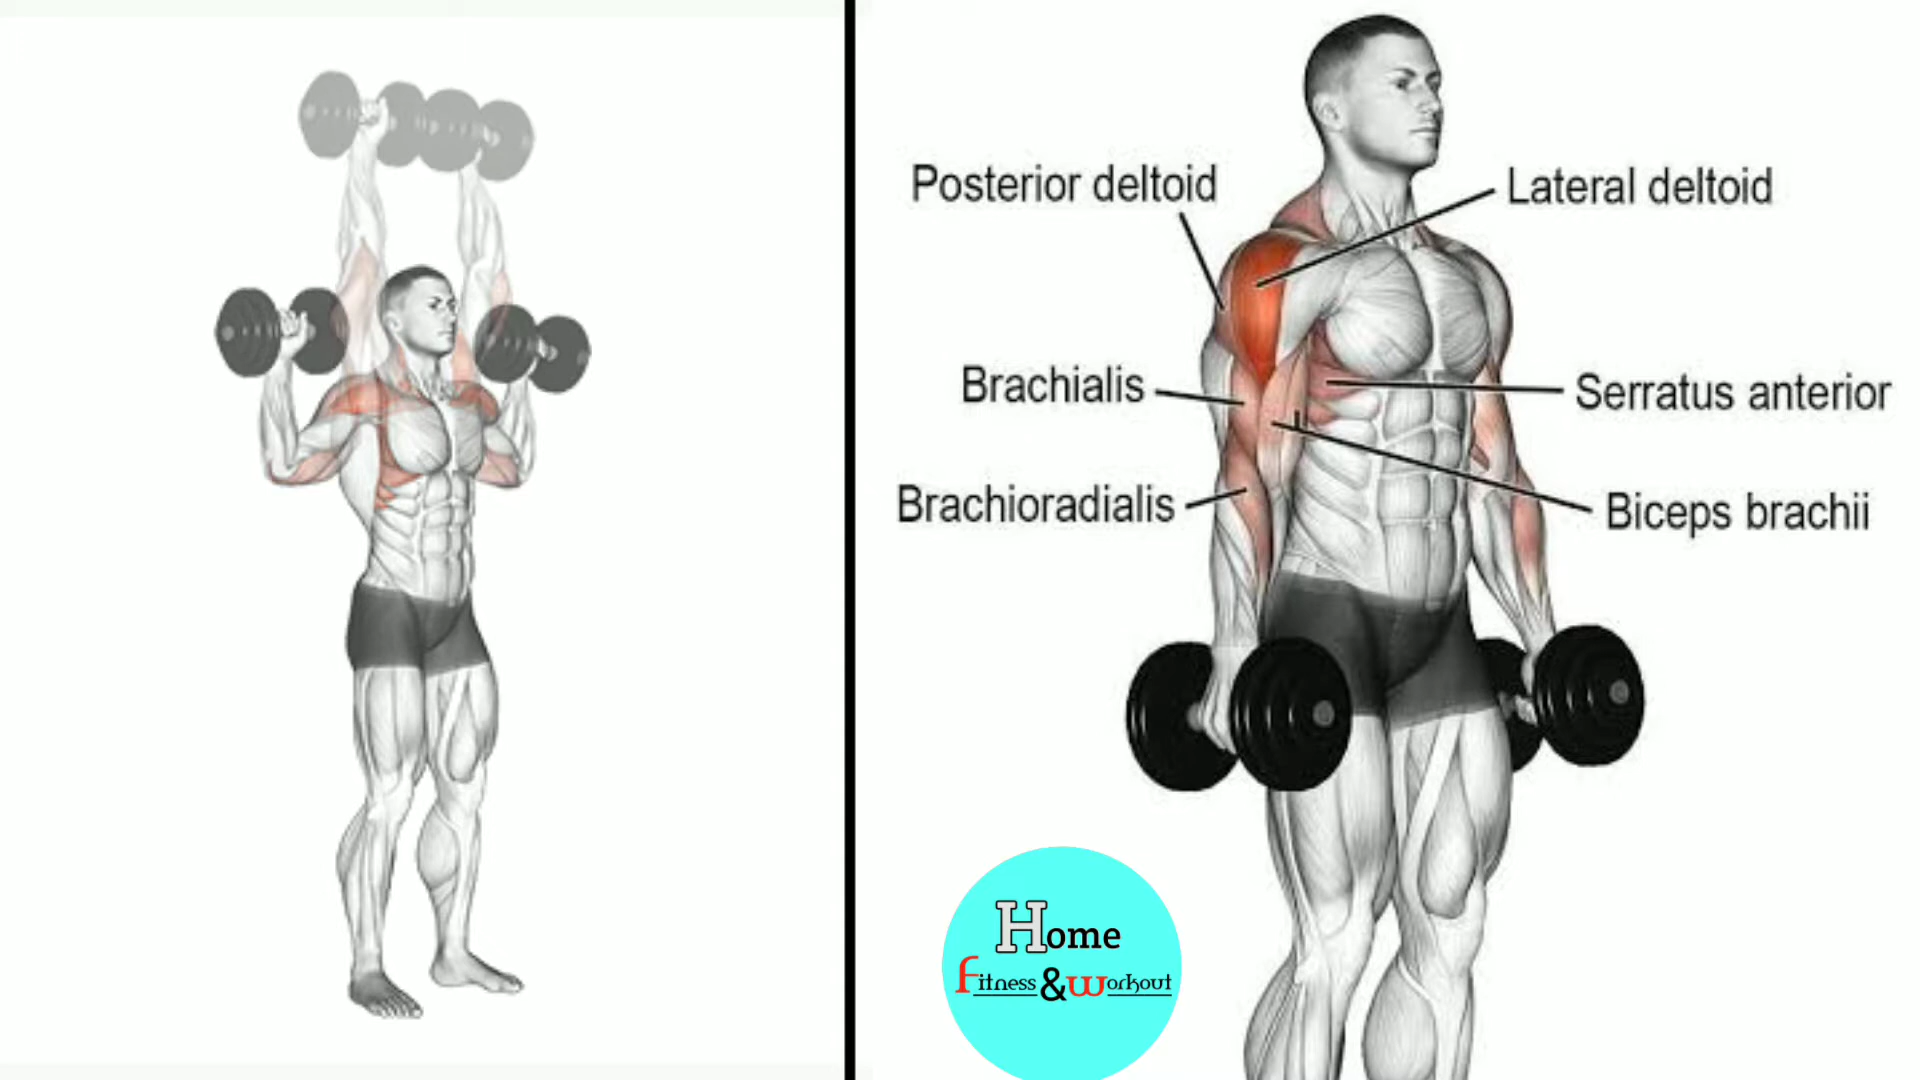 Posterior deltoid
Lateral deltoid
Brachialis
Serratus anterior
Brachioradialis
Biceps brachii
Home
Fitness & Workout